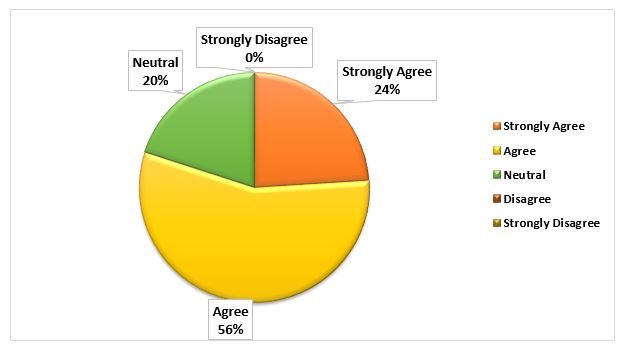 Strongly Disagree
0%
Neutral
20%
Strongly Agree
24%
Agree
56%
Strongly Agree
Agree
Neutral
Disagree
Strongly Disagree